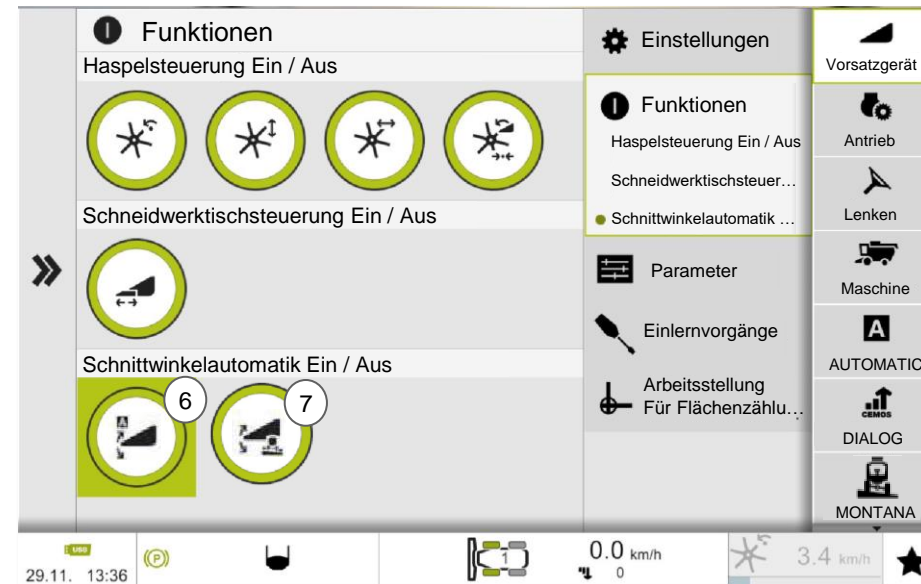 Funktionen
Haspelsteuerung Ein / Aus
Schneidwerktischsteuerung Ein / Aus
Schnittwinkelautomatik Ein / Aus
A
6
7
Einstellungen
Funktionen
Haspelsteuerung Ein / Aus
Schneidwerktischsteuer...
Schnittwinkelautomatik ...
Parameter
Einlernvorgänge
Arbeitsstellung
Für Flächenzählu...
Vorsatzgerät
Antrieb
Lenken
Maschine
A
AUTOMATIC
CEMOS
DIALOG
MONTANA
USB
29.11. 13:36
(P)
1
0.0 km/h
0
3.4 km/h